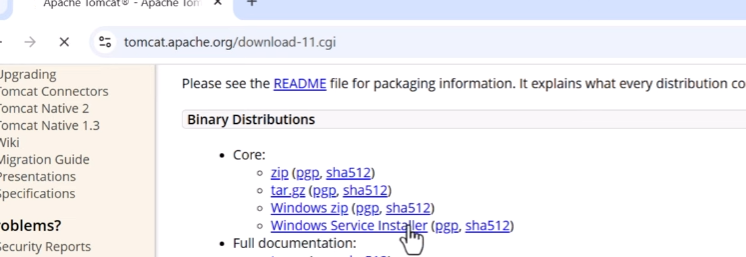 Apache Tomcat® - Apache Tom
tomcat.apache.org/download-11.cgi
Upgrading
Tomcat Connectors
Tomcat Native 2
Tomcat Native 1.3
Wiki
Migration Guide
Presentations
Specifications
roblems?
Security Reports
Please see the README file for packaging information. It explains what every distribution co
Binary Distributions
• Core:
zip (pgp, sha512)
tar.gz (pgp, sha512)
Windows zip (pgp, sha512)
Windows Service Installer (pgp, sha512)
• Full documentation: